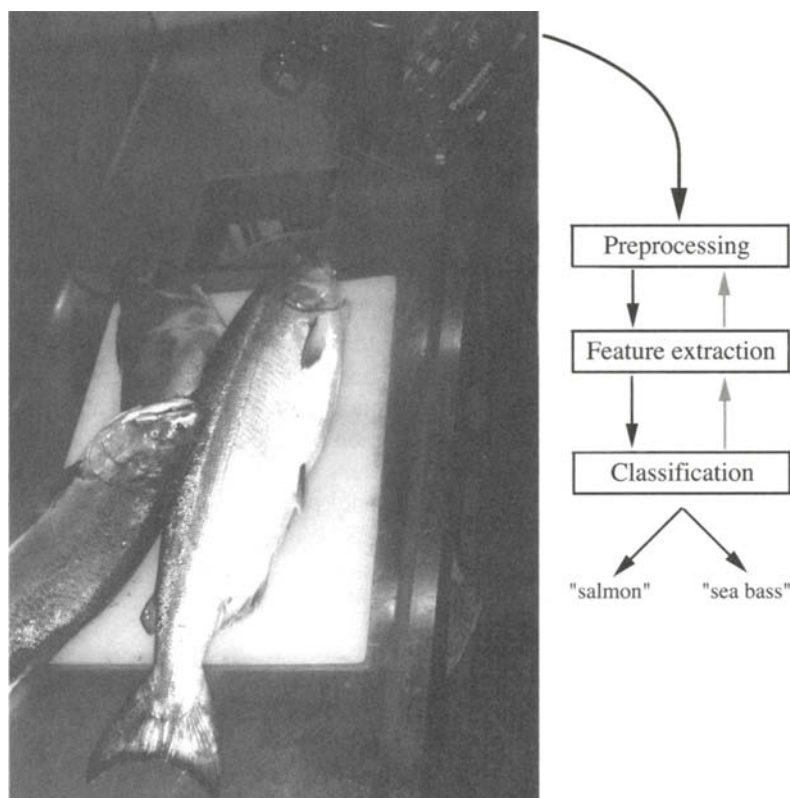 Preprocessing
Feature extraction
Classification
"salmon" "sea bass"